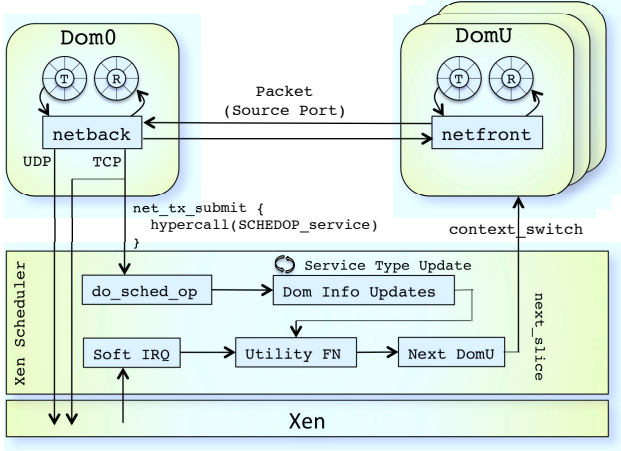 Dom0
DomU
T
R
T
R
Packet
(Source Port)
netback
netfront
UDP
TCP
net_tx_submit {
hypercall(SCHEDOP_service)
}
context_switch
Xen Scheduler
Service Type Update
do_sched_op
Dom Info Updates
next_slice
Soft IRQ
Utility FN
Next DomU
Xen